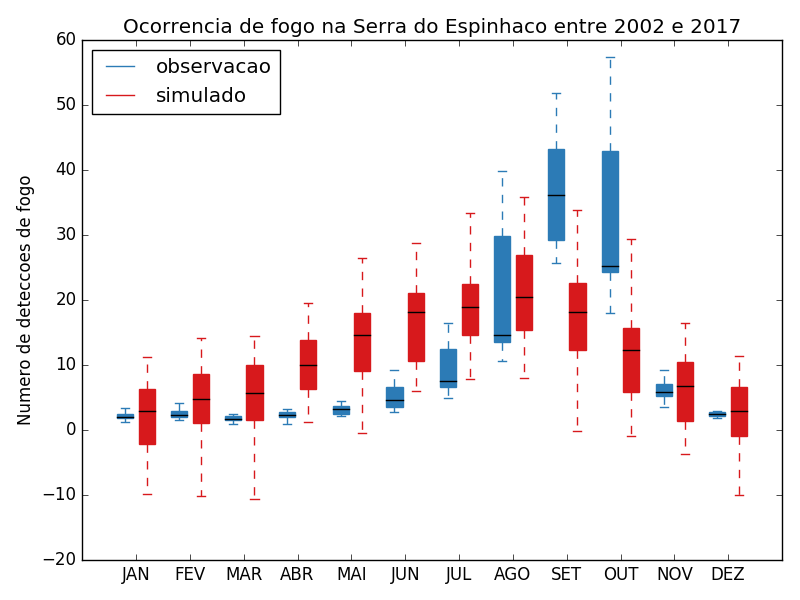 Ocorrencia de fogo na Serra do Espinhaco entre 2002 e 2017
observacao
simulado
Numero de deteccoes de fogo
60
50
40
30
20
10
0
−10
−20
JAN FEV MAR ABR MAI JUN JUL AGO SET OUT NOV DEZ